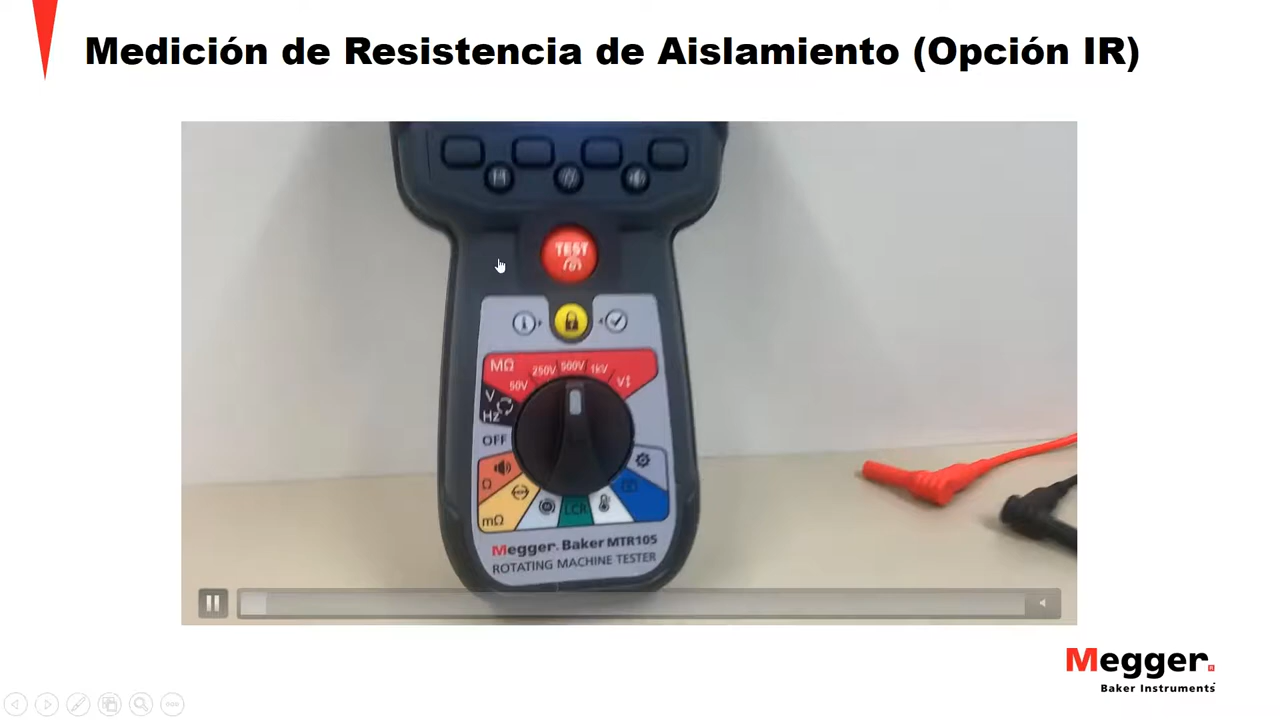 Medición de Resistencia de Aislamiento (Opción IR)
TEST
MΩ
50V
250V
500V
1kV
V
V
Hz
OFF
Ω
mΩ
LCR
Megger. Baker MTR105
ROTATING MACHINE TESTER
Megger.
Baker Instruments